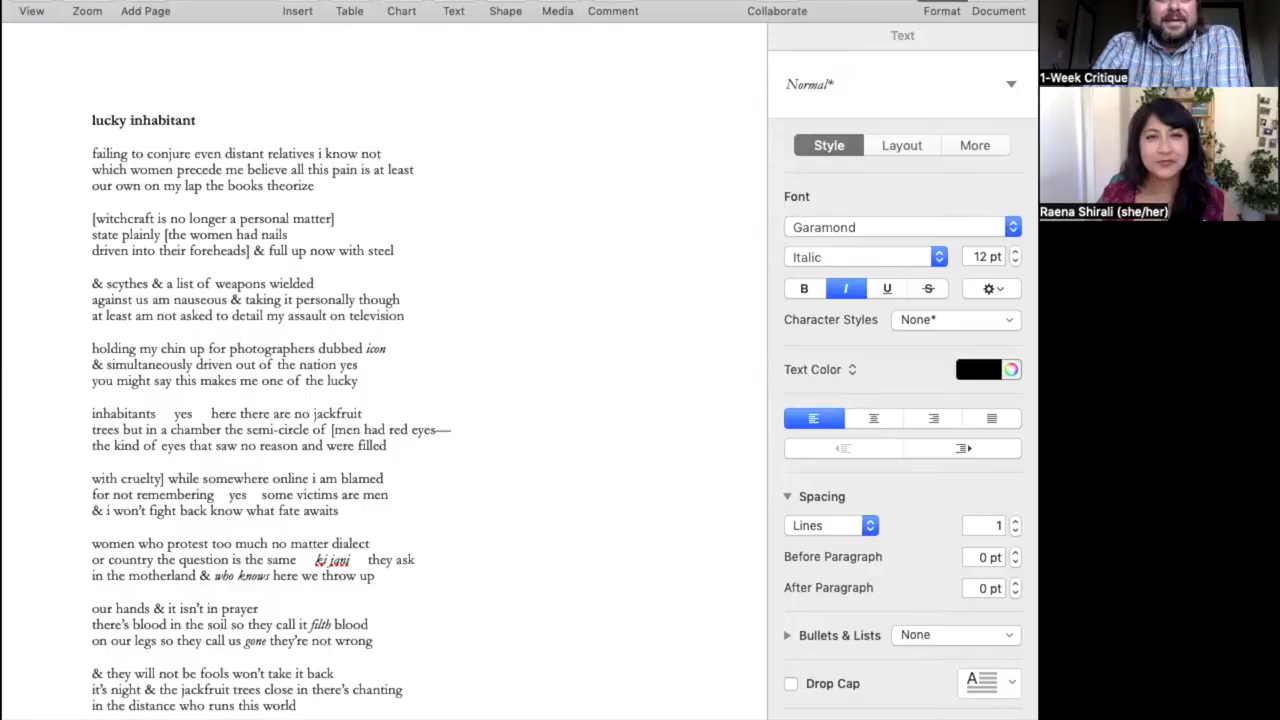 View Zoom Add Page Insert Table Chart Text Shape Media Comment Collaborate Format Document
Text
Normal*
Style Layout More
Font
Garamond
Italic 12 pt
B I U S
Character Styles None*
Text Color
Spacing
Lines 1
Before Paragraph 0 pt
After Paragraph 0 pt
Bullets & Lists None
Drop Cap A
lucky inhabitant
failing to conjure even distant relatives i know not
which women precede me believe all this pain is at least
our own on my lap the books theorize
[witchcraft is no longer a personal matter]
state plainly [the women had nails
driven into their foreheads] & full up now with steel
& scythes & a list of weapons wielded
against us am nauseous & taking it personally though
at least am not asked to detail my assault on television
holding my chin up for photographers dubbed icon
& simultaneously driven out of the nation yes
you might say this makes me one of the lucky
inhabitants yes here there are no jackfruit
trees but in a chamber the semi-circle of [men had red eyes—
the kind of eyes that saw no reason and were filled
with cruelty] while somewhere online i am blamed
for not remembering yes some victims are men
& i won't fight back know what fate awaits
women who protest too much no matter dialect
or country the question is the same ki jani they ask
in the motherland & who knows here we throw up
our hands & it isn't in prayer
there's blood in the soil so they call it filth blood
on our legs so they call us gone they're not wrong
& they will not be fools won't take it back
it's night & the jackfruit trees close in there's chanting
in the distance who runs this world
1-Week Critique
Raena Shirali (she/her)